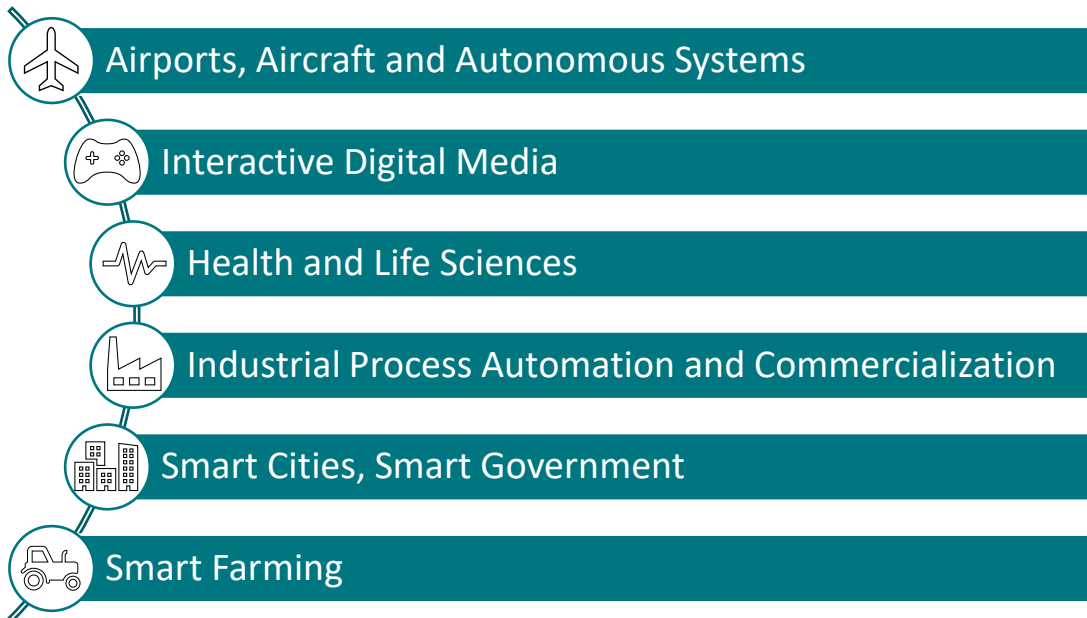 Airports, Aircraft and Autonomous Systems
Interactive Digital Media
Health and Life Sciences
Industrial Process Automation and Commercialization
Smart Cities, Smart Government
Smart Farming